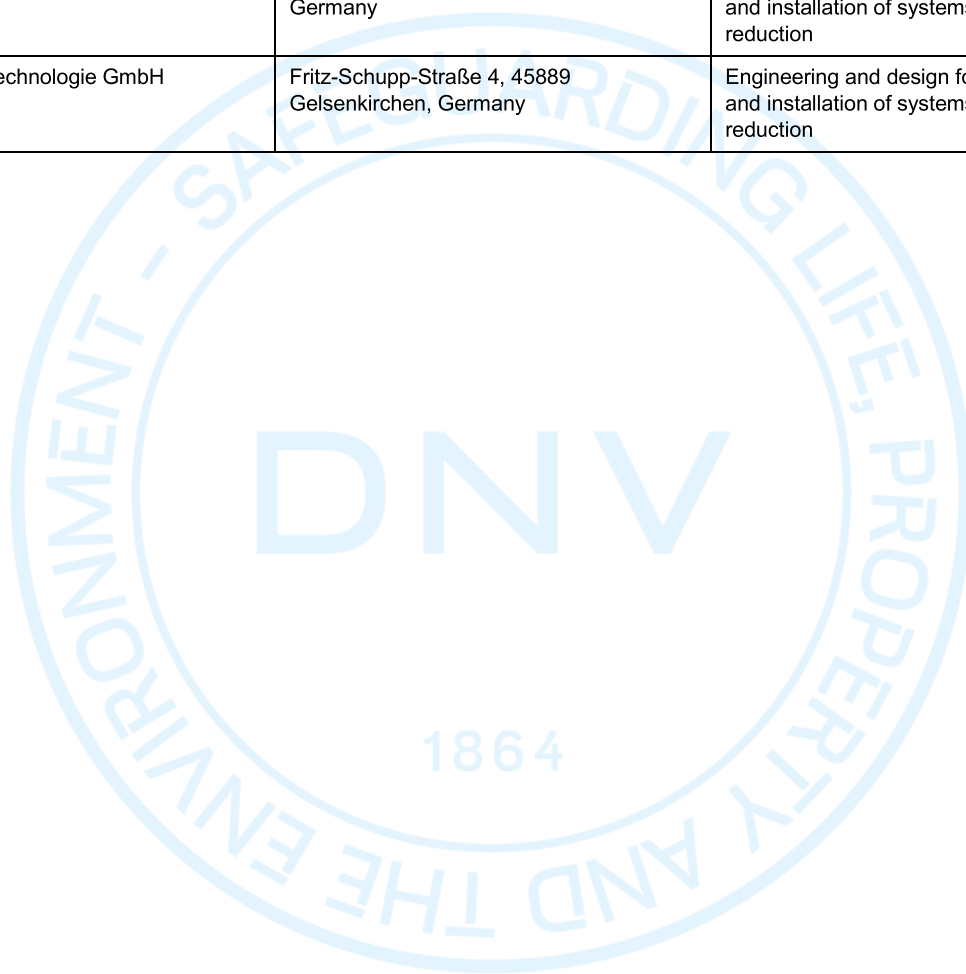 Germany
and installation of systems
reduction
echnologie GmbH
Fritz-Schupp-Straße 4, 45889
Gelsenkirchen, Germany
Engineering and design fo
and installation of systems
reduction
SAFEGUARDING LIFE, PROPERTY AND THE ENVIRONMENT -
DNV
1864